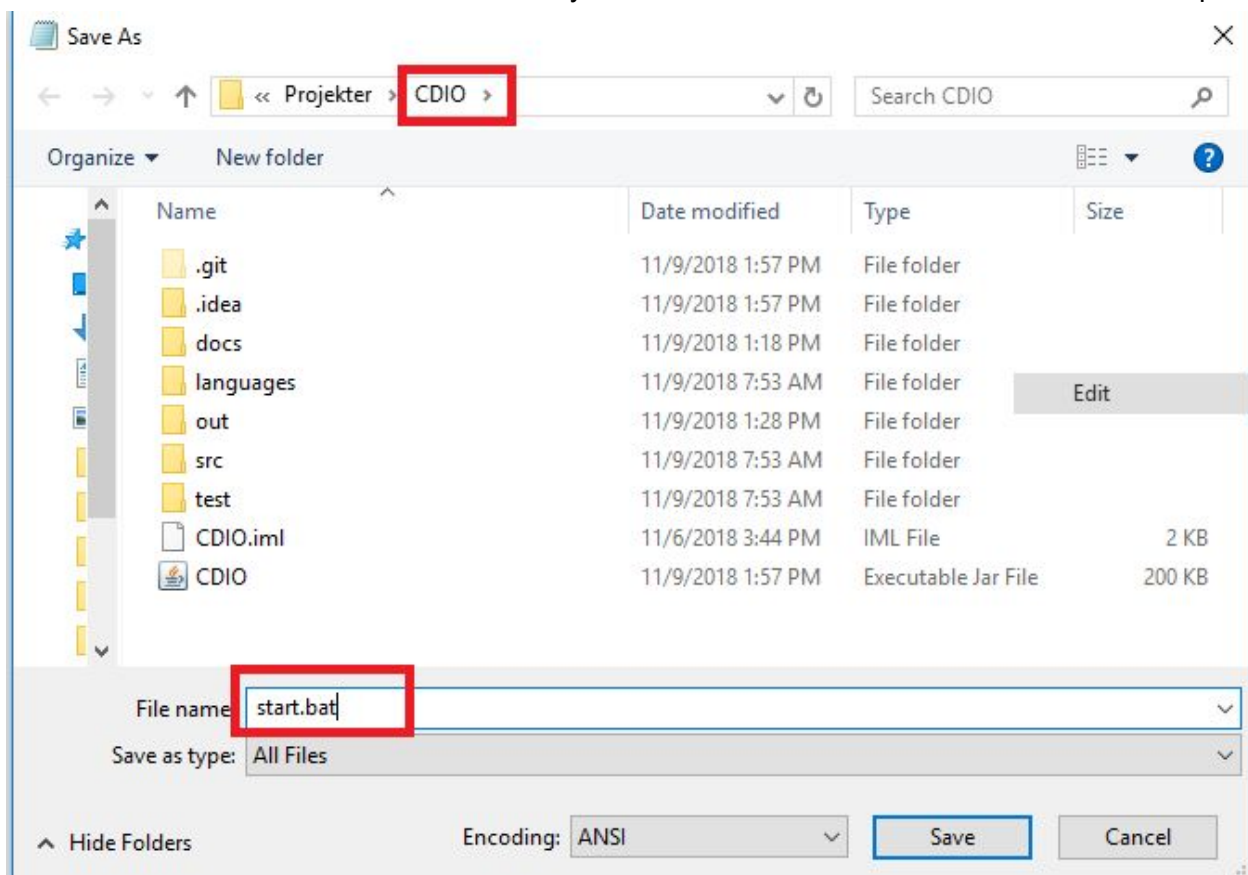 Save As
« Projekter > CDIO >
Search CDIO
Organize
New folder
?
Name Date modified Type Size
.git 11/9/2018 1:57 PM File folder
.idea 11/9/2018 1:57 PM File folder
docs 11/9/2018 1:18 PM File folder
languages 11/9/2018 7:53 AM File folder
Edit
out 11/9/2018 1:28 PM File folder
src 11/9/2018 7:53 AM File folder
test 11/9/2018 7:53 AM File folder
CDIO.iml 11/6/2018 3:44 PM IML File 2 KB
CDIO 11/9/2018 1:57 PM Executable Jar File 200 KB
File name start.bat
Save as type: All Files
Hide Folders Encoding: ANSI Save Cancel